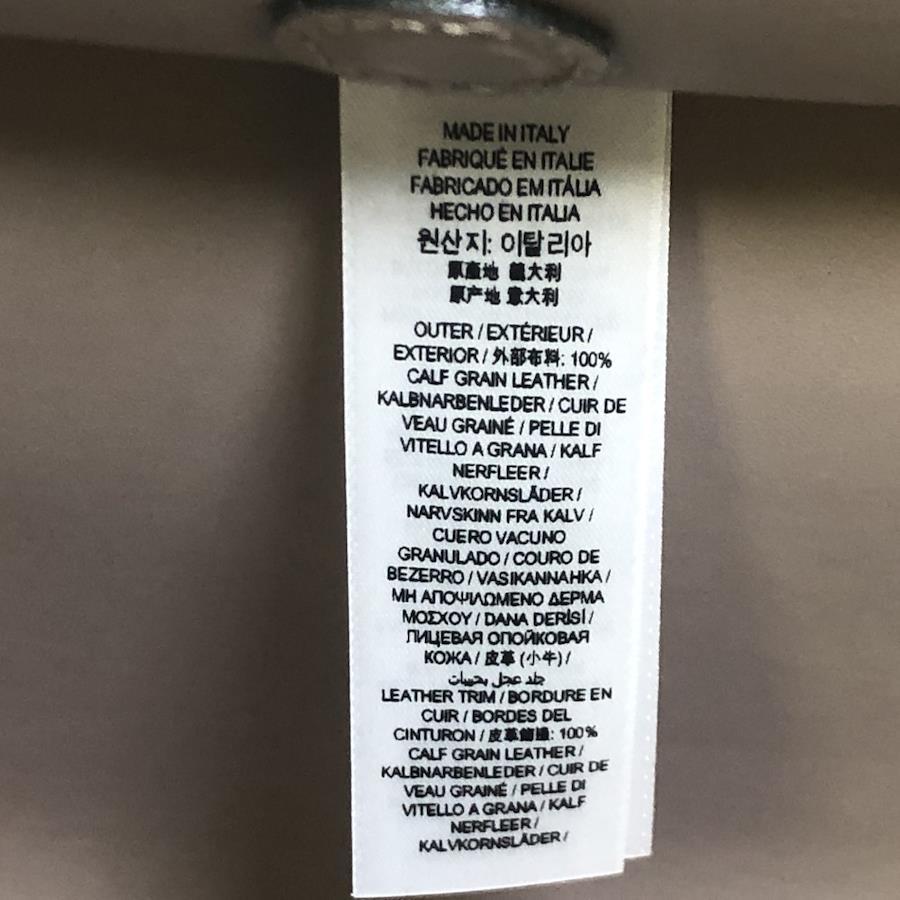 MADE IN ITALY
FABRIQUÉ EN ITALIE
FABRICADO EM ITÁLIA
HECHO EN ITALIA
원산지: 이탈리아
原產地 義大利
原产地 意大利
OUTER / EXTÉRIEUR /
EXTERIOR / 外部布料: 100%
CALF GRAIN LEATHER /
KALBNARBENLEDER / CUIR DE
VEAU GRAINÉ / PELLE DI
VITELLO A GRANA / KALF
NERFLEER /
KALVKORNSLÄDER /
NARVSKINN FRA KALV /
CUERO VACUNO
GRANULADO / COURO DE
BEZERRO / VASIKANNAHKA /
ΜΗ ΑΠΟΨΙΛΩΜΕΝΟ ΔΕΡΜΑ
ΜΟΣΧΟΥ / DANA DERİSİ /
ЛИЦЕВАЯ ОПОЙКОВАЯ
КОЖА / 皮革 (小牛) /
جلد عجل بحبيبات
LEATHER TRIM / BORDURE EN
CUIR / BORDES DEL
CINTURON / 皮革飾邊: 100%
CALF GRAIN LEATHER /
KALBNARBENLEDER / CUIR DE
VEAU GRAINÉ / PELLE DI
VITELLO A GRANA / KALF
NERFLEER /
KALVKORNSLÄDER /